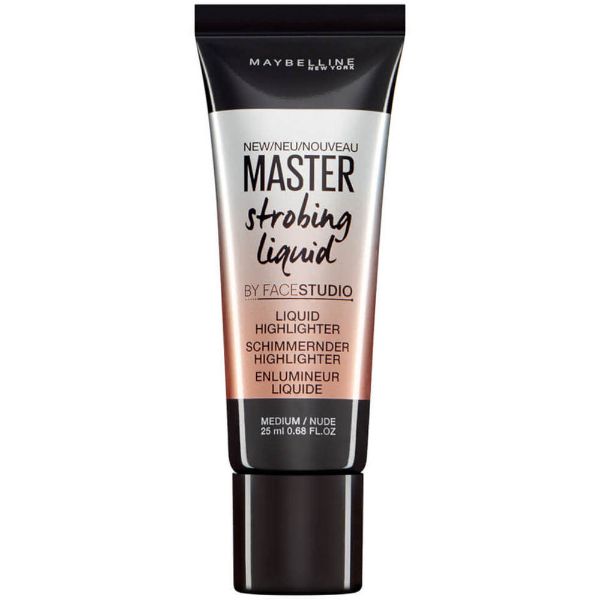 MAYBELLINE
NEW YORK
NEW/NEU/NOUVEAU
MASTER
strobing
liquid
BY FACESTUDIO
LIQUID
HIGHLIGHTER
SCHIMMERNDER
HIGHLIGHTER
ENLUMINEUR
LIQUIDE
MEDIUM / NUDE
25 ml 0.68 FL.OZ